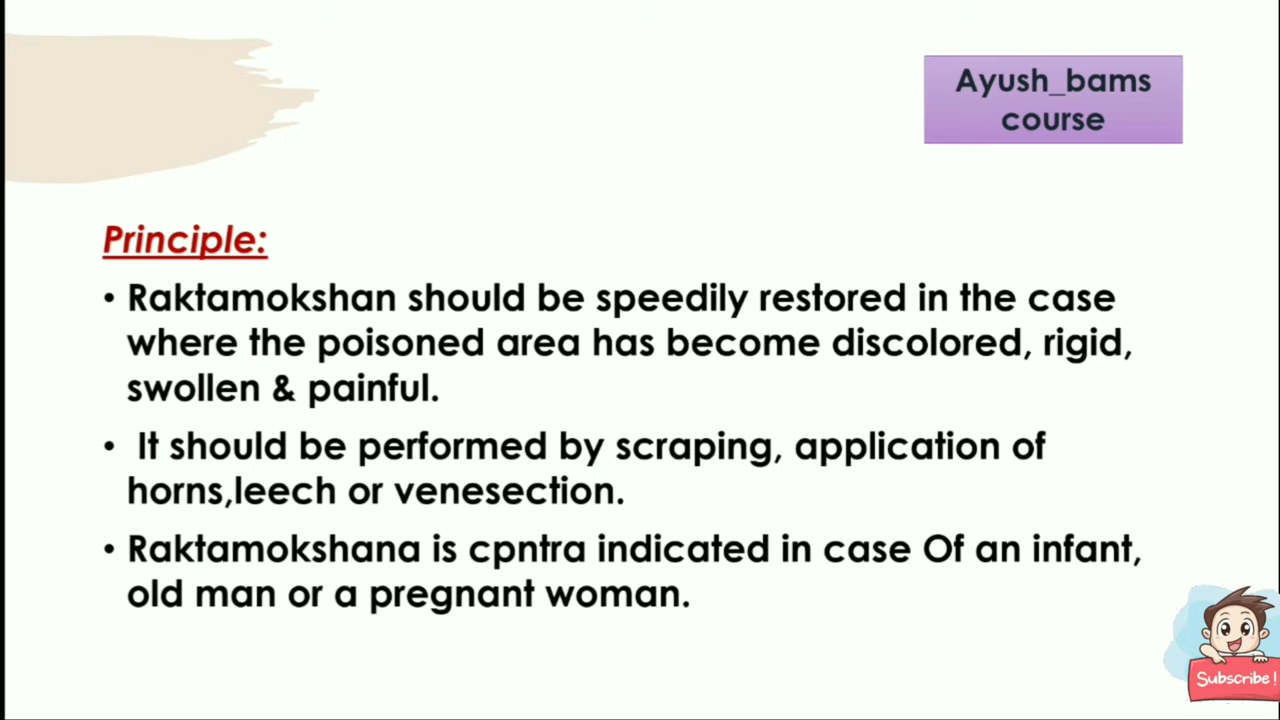 Ayush_bams
course
Principle:
• Raktamokshan should be speedily restored in the case
where the poisoned area has become discolored, rigid,
swollen & painful.
• It should be performed by scraping, application of
horns,leech or venesection.
• Raktamokshana is cpntra indicated in case Of an infant,
old man or a pregnant woman.
Subscribe!